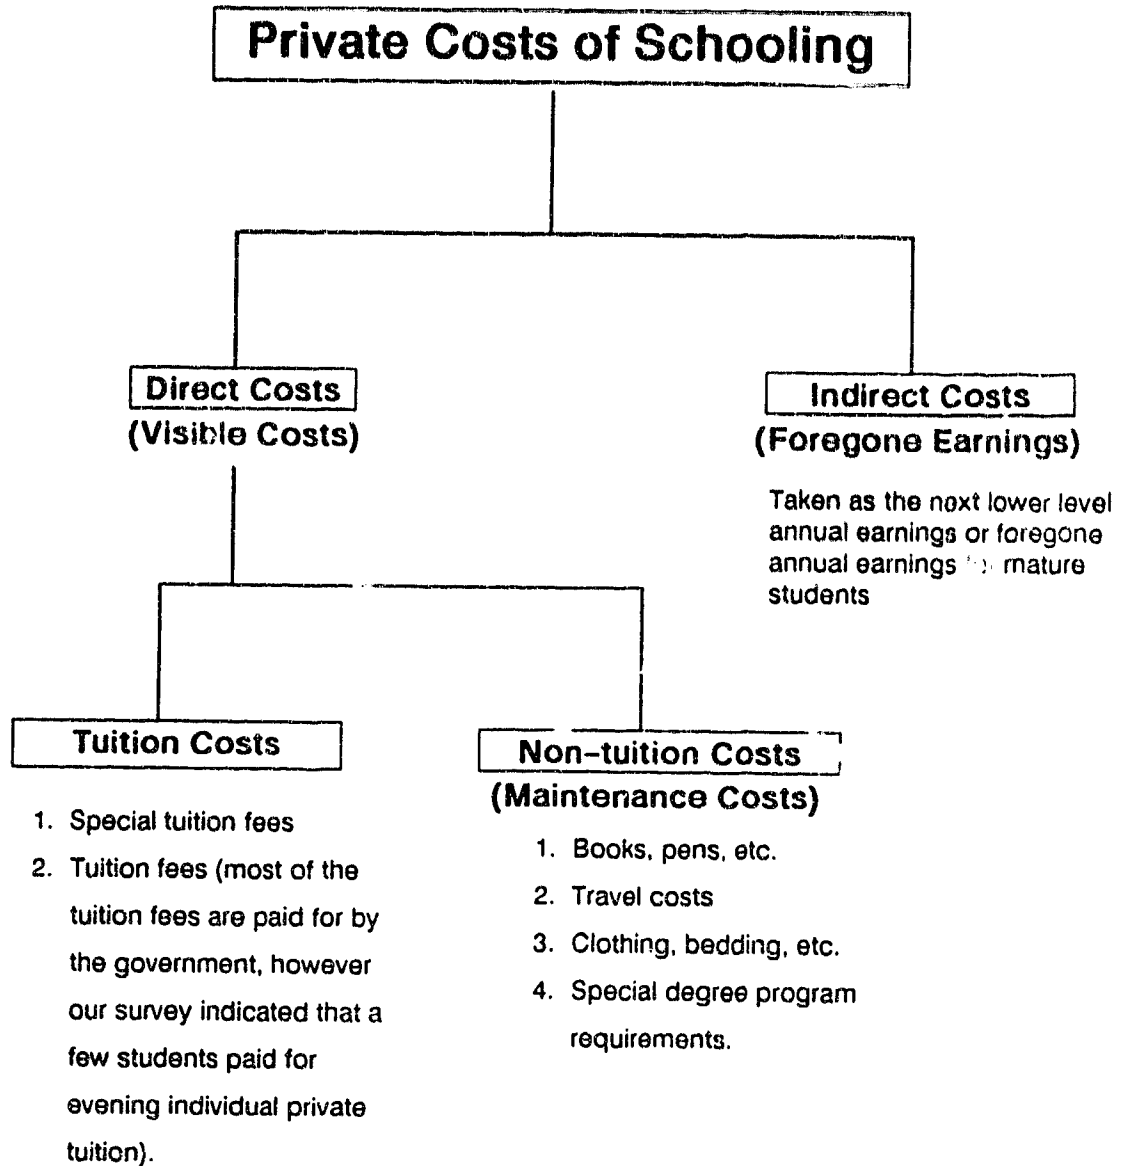 Private Costs of Schooling
Direct Costs
(Visible Costs)
Indirect Costs
(Foregone Earnings)
Taken as the next lower level
annual earnings or foregone
annual earnings mature
students
Tuition Costs
1. Special tuition fees
2. Tuition fees (most of the
tuition fees are paid for by
the government, however
our survey indicated that a
few students paid for
evening individual private
tuition).
Non-tuition Costs
(Maintenance Costs)
1. Books, pens, etc.
2. Travel costs
3. Clothing, bedding, etc.
4. Special degree program
requirements.